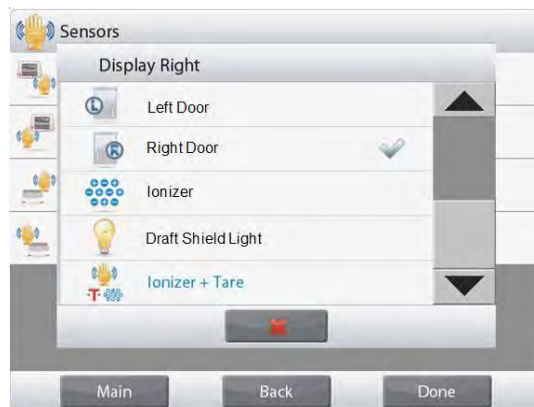 Sensors
Display Right
L Left Door
R Right Door
Ionizer
Draft Shield Light
T Ionizer + Tare
Main Back Done